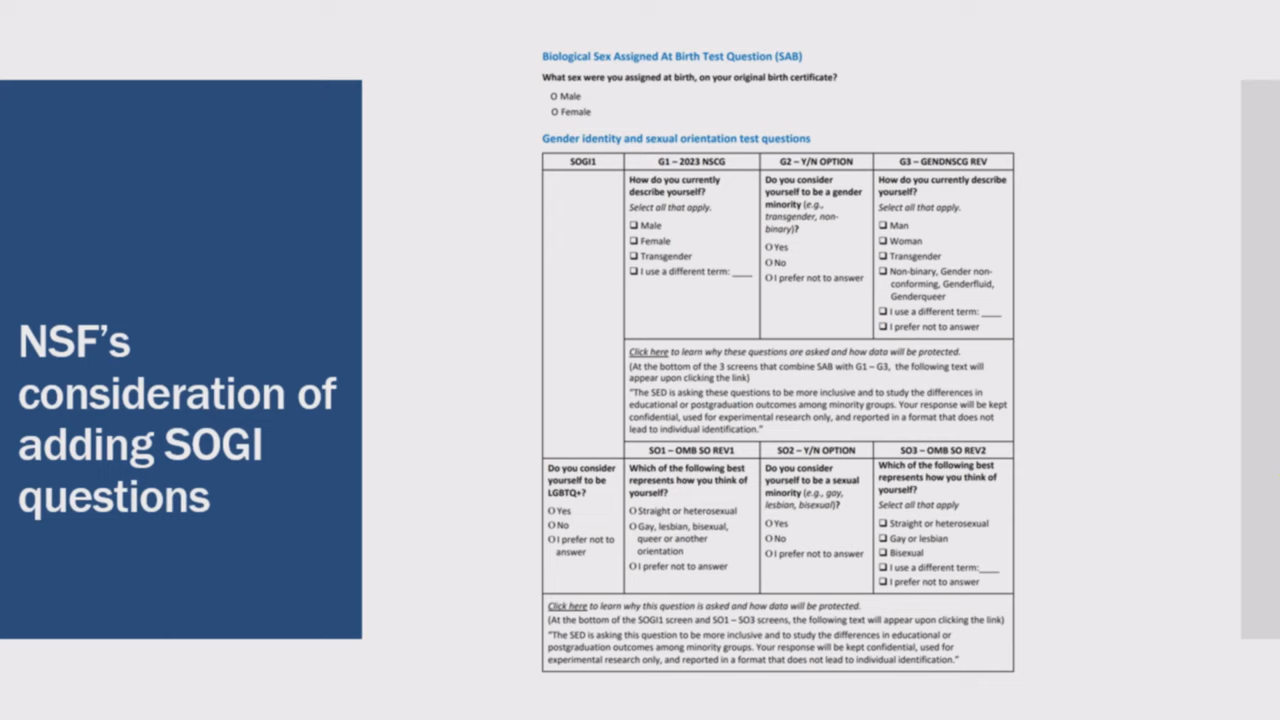 NSF's
consideration of
adding SOGI
questions
Biological Sex Assigned At Birth Test Question (SAB)
What sex were you assigned at birth, on your original birth certificate?
O Male
O Female
Gender identity and sexual orientation test questions
SOGI1
G1 – 2023 NSCG
G2 – Y/N OPTION
G3 – GENDNSCG REV
How do you currently
describe yourself?
Select all that apply.
❑ Male
❑ Female
❑ Transgender
❑ I use a different term: ____
Do you consider
yourself to be a gender
minority (e.g.,
transgender, non-
binary)?
O Yes
O No
O I prefer not to answer
How do you currently describe
yourself?
Select all that apply.
❑ Man
❑ Woman
❑ Transgender
❑ Non-binary, Gender non-
conforming, Genderfluid,
Genderqueer
❑ I use a different term: ____
❑ I prefer not to answer
Click here to learn why these questions are asked and how data will be protected.
(At the bottom of the 3 screens that combine SAB with G1 – G3, the following text will
appear upon clicking the link)
"The SED is asking these questions to be more inclusive and to study the differences in
educational or postgraduation outcomes among minority groups. Your response will be kept
confidential, used for experimental research only, and reported in a format that does not
lead to individual identification."
SO1 – OMB SO REV1
SO2 – Y/N OPTION
SO3 – OMB SO REV2
Do you consider
yourself to be
LGBTQ+?
O Yes
O No
O I prefer not to
answer
Which of the following best
represents how you think of
yourself?
O Straight or heterosexual
O Gay, lesbian, bisexual,
queer or another
orientation
O I prefer not to answer
Do you consider
yourself to be a sexual
minority (e.g., gay,
lesbian, bisexual)?
O Yes
O No
O I prefer not to answer
Which of the following best
represents how you think of
yourself?
Select all that apply
❑ Straight or heterosexual
❑ Gay or lesbian
❑ Bisexual
❑ I use a different term:____
❑ I prefer not to answer
Click here to learn why this question is asked and how data will be protected.
(At the bottom of the SOGI1 screen and SO1 – SO3 screens, the following text will appear upon clicking the link)
"The SED is asking this question to be more inclusive and to study the differences in educational or
postgraduation outcomes among minority groups. Your response will be kept confidential, used for
experimental research only, and reported in a format that does not lead to individual identification."